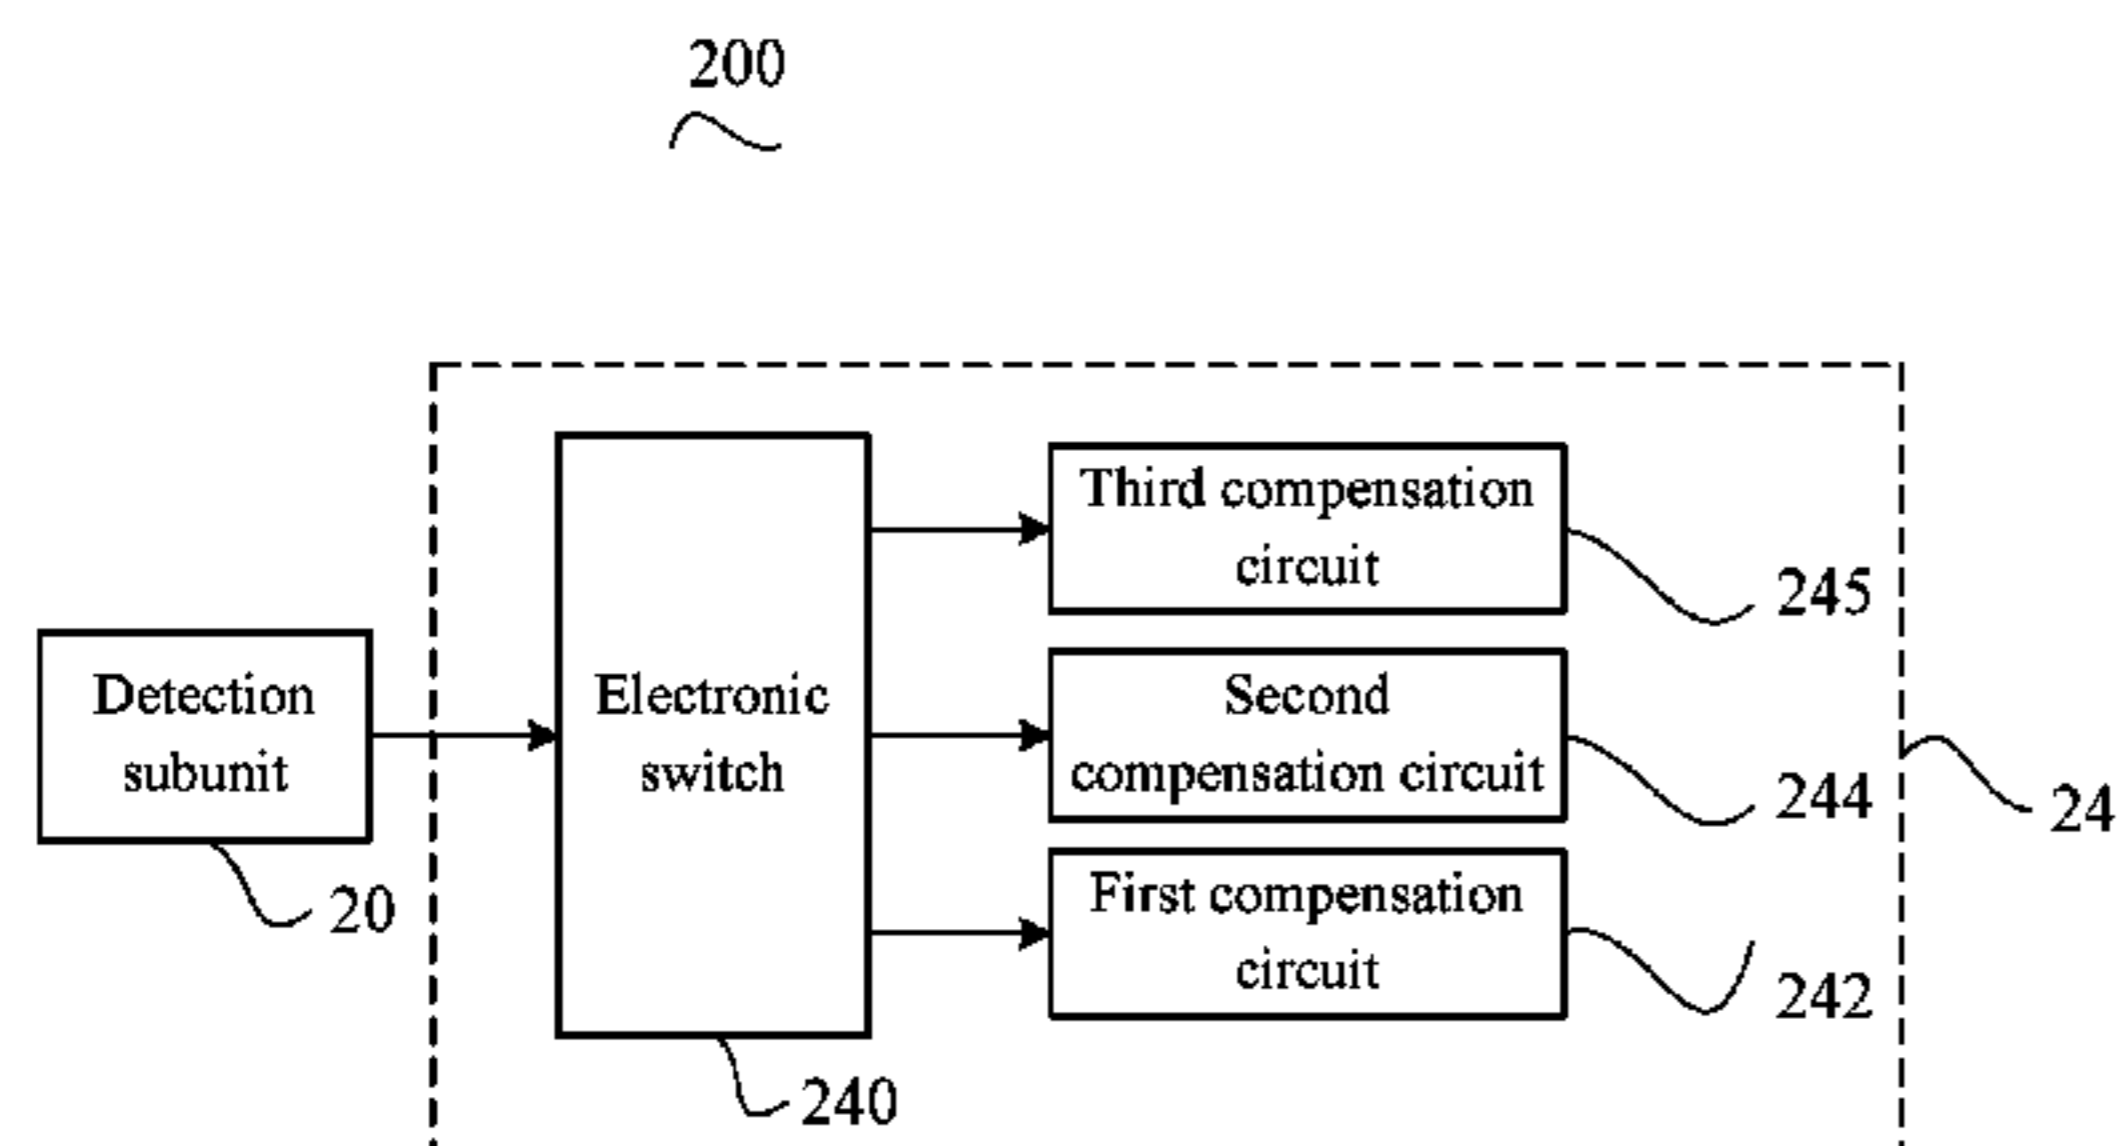 200
Third compensation
circuit
245
Detection
subunit
20
Electronic
switch
240
Second
compensation circuit
244
24
First compensation
circuit
242